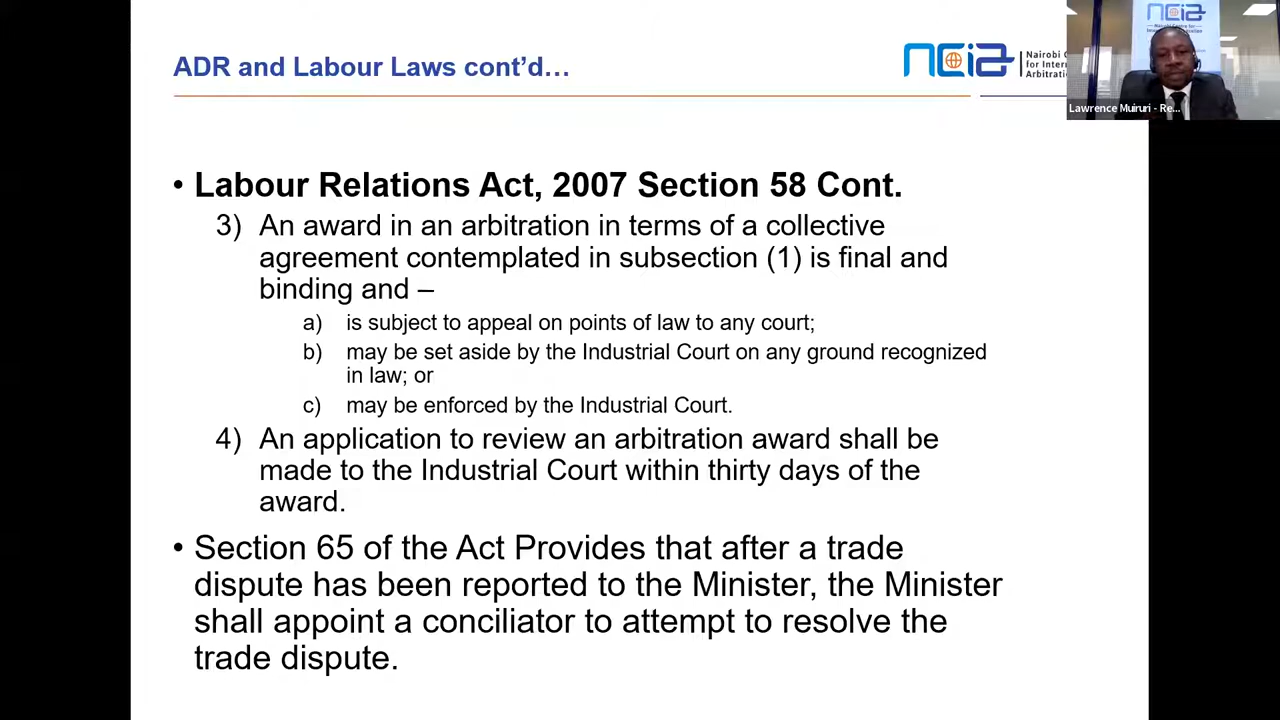 ADR and Labour Laws cont'd…
ncia
Nairobi
for Inter
Arbitrati
ncia
Lawrence Muiruri - Re...
• Labour Relations Act, 2007 Section 58 Cont.
3) An award in an arbitration in terms of a collective
agreement contemplated in subsection (1) is final and
binding and –
a) is subject to appeal on points of law to any court;
b) may be set aside by the Industrial Court on any ground recognized
in law; or
c) may be enforced by the Industrial Court.
4) An application to review an arbitration award shall be
made to the Industrial Court within thirty days of the
award.
• Section 65 of the Act Provides that after a trade
dispute has been reported to the Minister, the Minister
shall appoint a conciliator to attempt to resolve the
trade dispute.